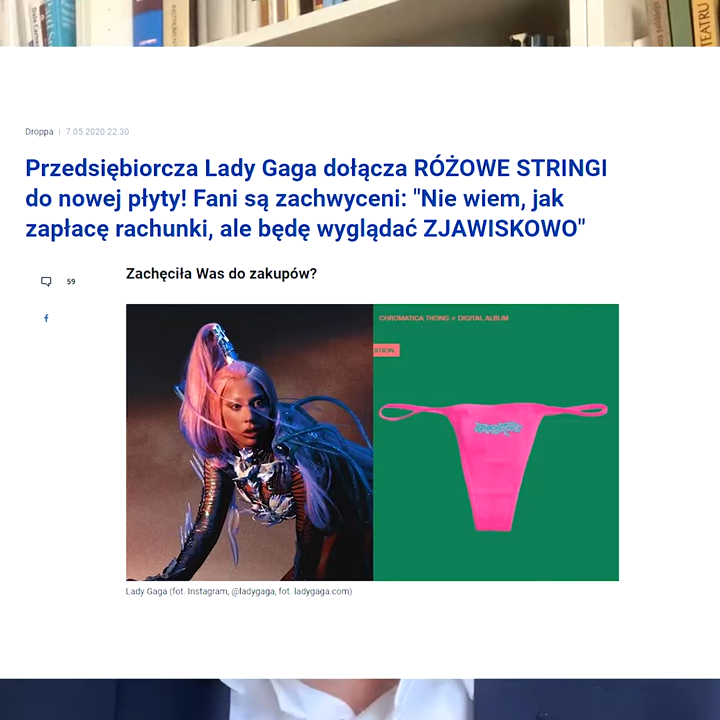 TEATRU
Droppa | 7.05.2020 22:30
Przedsiębiorcza Lady Gaga dołącza RÓŻOWE STRINGI
do nowej płyty! Fani są zachwyceni: "Nie wiem, jak
zapłacę rachunki, ale będę wyglądać ZJAWISKOWO"
59
Zachęciła Was do zakupów?
CHROMATICA THONG + DIGITAL ALBUM
DITION
Lady Gaga (fot. Instagram, @ladygaga, fot. ladygaga.com)